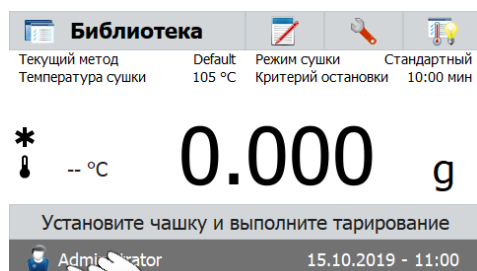 Библиотека
Текущий метод Default Режим сушки Стандартный
Температура сушки 105 °C Критерий остановки 10:00 мин
-- °C 0.000 g
Установите чашку и выполните тарирование
15.10.2019 - 11:00